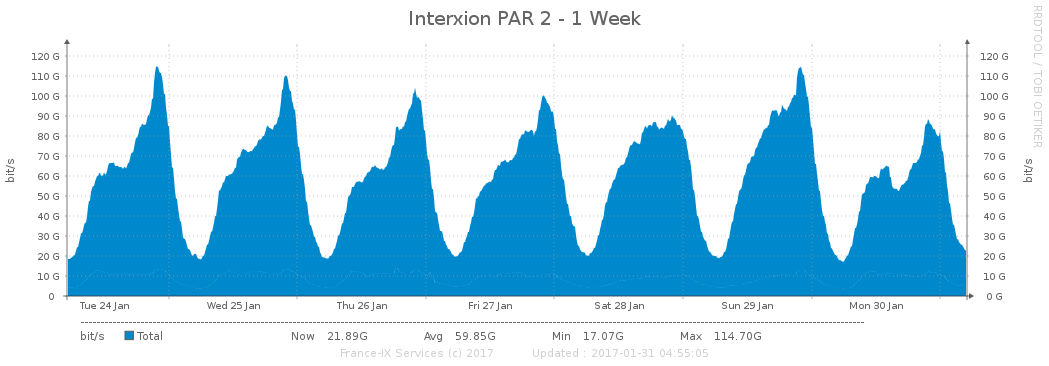 Interxion PAR 2 - 1 Week
RRDTOOL / TOBI OETIKER
bit/s
120 G 120 G
110 G 110 G
100 G 100 G
90 G 90 G
80 G 80 G
70 G 70 G
60 G 60 G
50 G 50 G
40 G 40 G
30 G 30 G
20 G 20 G
10 G 10 G
0 0 G
bit/s
Tue 24 Jan Wed 25 Jan Thu 26 Jan Fri 27 Jan Sat 28 Jan Sun 29 Jan Mon 30 Jan
bit/s Total Now 21.89G Avg 59.85G Min 17.07G Max 114.70G
France-IX Services (c) 2017 Updated : 2017-01-31 04:55:05